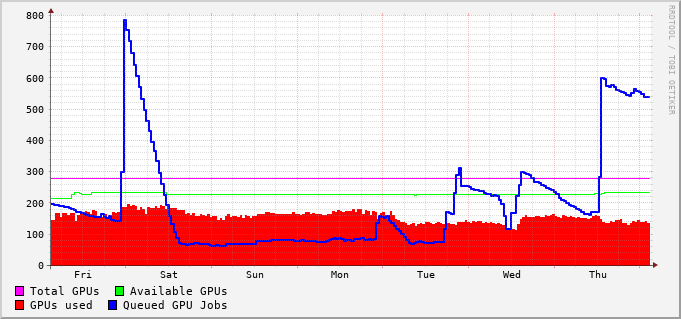 800
700
600
500
400
300
200
100
0
Fri Sat Sun Mon Tue Wed Thu
Total GPUs Available GPUs
GPUs used Queued GPU Jobs
RRDTOOL / TOBI OETIKER